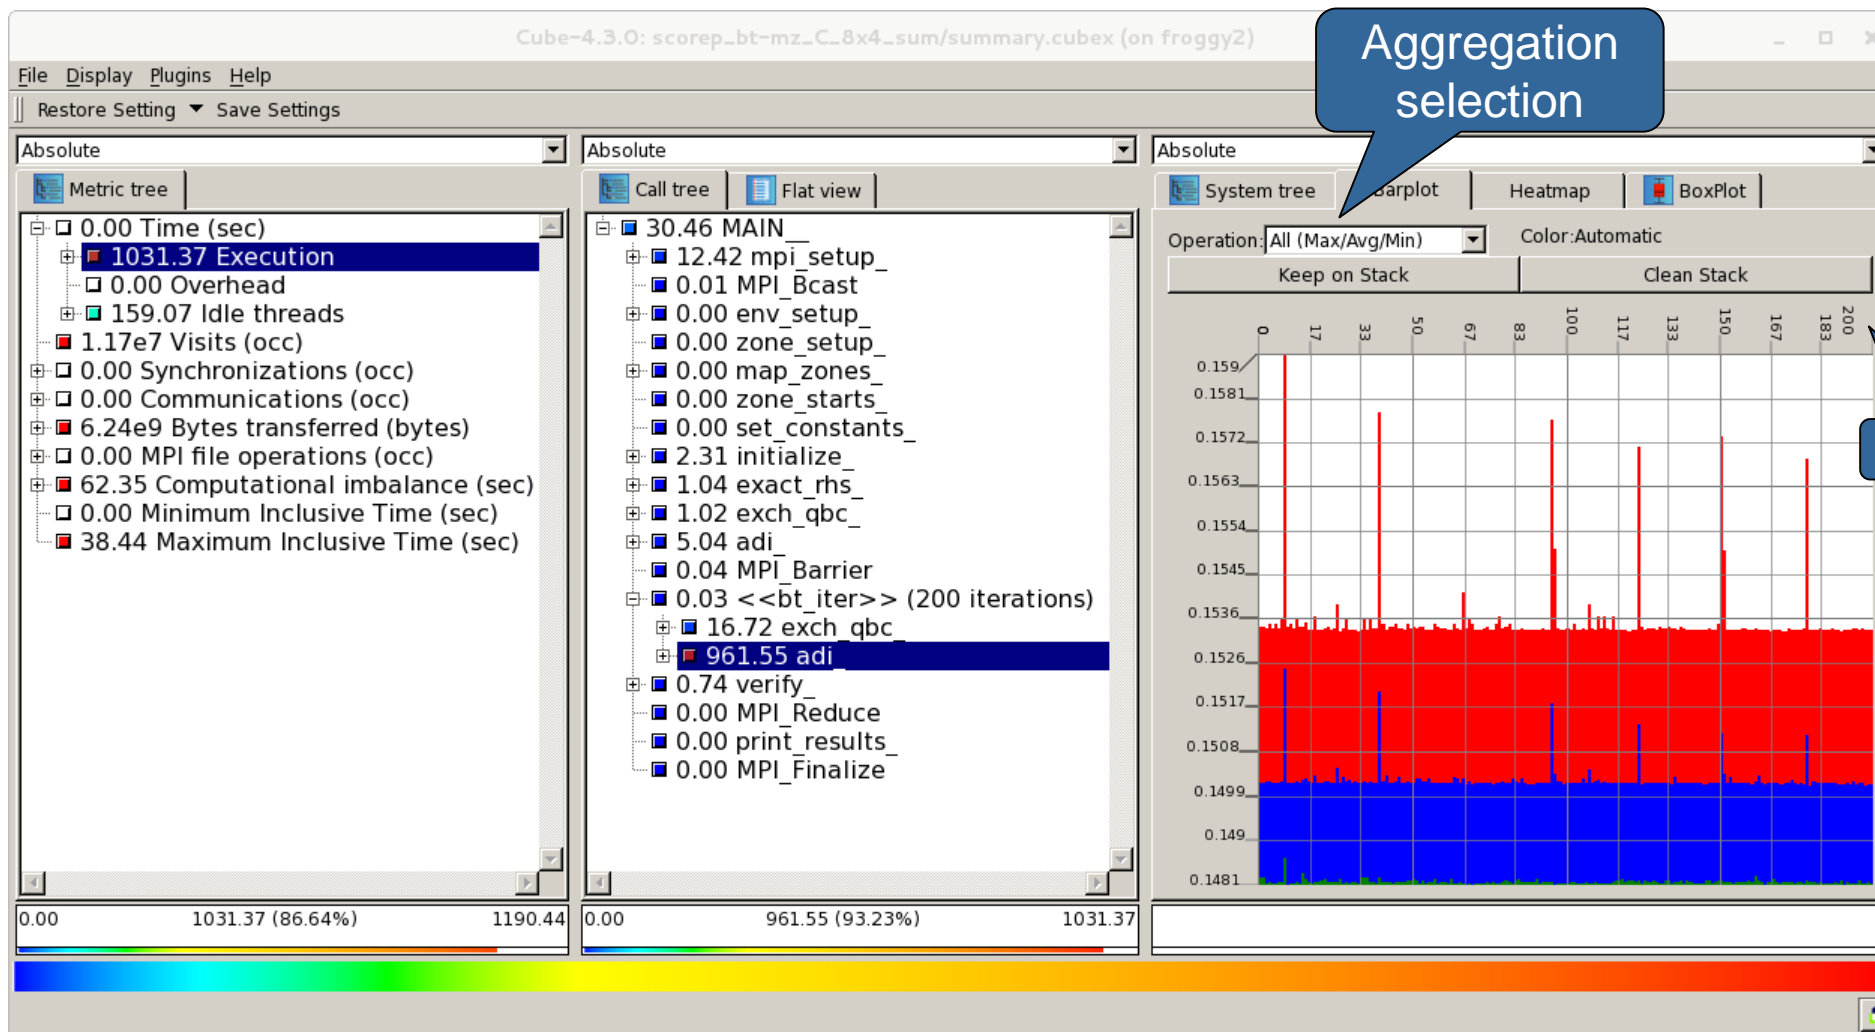 Cube-4.3.0: scorep_bt-mz_C_8x4_sum/summary.cubex (on froggy2)
Aggregation
selection
File Display Plugins Help
Restore Setting Save Settings
Absolute
Metric tree
0.00 Time (sec)
1031.37 Execution
0.00 Overhead
159.07 Idle threads
1.17e7 Visits (occ)
0.00 Synchronizations (occ)
0.00 Communications (occ)
6.24e9 Bytes transferred (bytes)
0.00 MPI file operations (occ)
62.35 Computational imbalance (sec)
0.00 Minimum Inclusive Time (sec)
38.44 Maximum Inclusive Time (sec)
0.00 1031.37 (86.64%) 1190.44
Absolute
Call tree Flat view
30.46 MAIN__
12.42 mpi_setup_
0.01 MPI_Bcast
0.00 env_setup_
0.00 zone_setup_
0.00 map_zones_
0.00 zone_starts_
0.00 set_constants_
2.31 initialize_
1.04 exact_rhs_
1.02 exch_qbc_
5.04 adi_
0.04 MPI_Barrier
0.03 <<bt_iter>> (200 iterations)
16.72 exch_qbc_
961.55 adi_
0.74 verify_
0.00 MPI_Reduce
0.00 print_results_
0.00 MPI_Finalize
0.00 961.55 (93.23%) 1031.37
Absolute
System tree Barplot Heatmap BoxPlot
Operation: All (Max/Avg/Min) Color:Automatic
Keep on Stack Clean Stack
0 17 33 50 67 83 100 117 133 150 167 183 200
0.159
0.1581
0.1572
0.1563
0.1554
0.1545
0.1536
0.1526
0.1517
0.1508
0.1499
0.149
0.1481